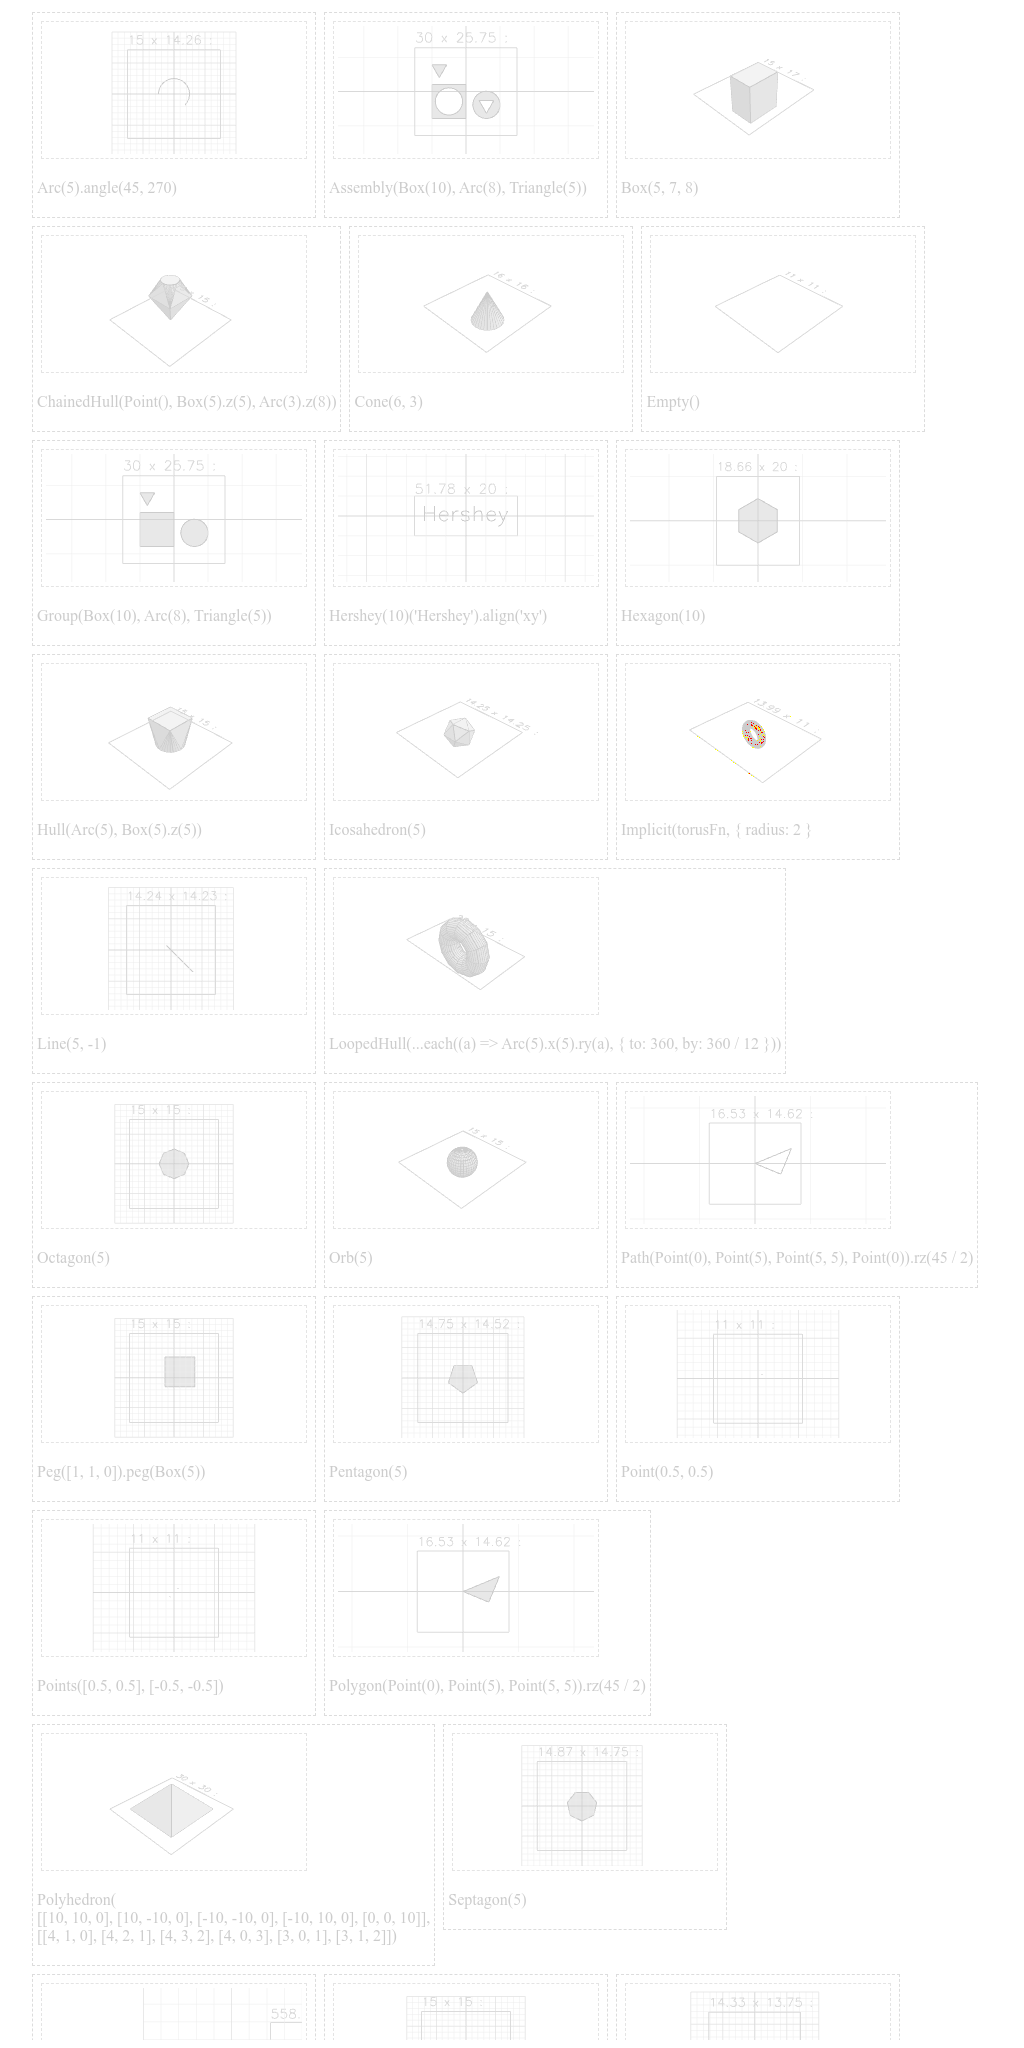 15 x 14.26 :
30 x 25.75 :
Arc(5).angle(45, 270)
Assembly(Box(10), Arc(8), Triangle(5))
Box(5, 7, 8)
15 :
16 x 16
11 x 11 :
ChainedHull(Point(), Box(5).z(5), Arc(3).z(8))
Cone(6, 3)
Empty()
30 x 25.75 :
51.78 x 20 :
Hershey
18.66 x 20 :
Group(Box(10), Arc(8), Triangle(5))
Hershey(10)('Hershey').align('xy')
Hexagon(10)
14.23 x 14.25 :
Hull(Arc(5), Box(5).z(5))
Icosahedron(5)
Implicit(torusFn, { radius: 2 }
14.24 x 14.23 :
Line(5, -1)
LoopedHull(...each((a) => Arc(5).x(5).ry(a), { to: 360, by: 360 / 12 }))
15 x 15 :
15 x 15 :
16.53 x 14.62 :
Octagon(5)
Orb(5)
Path(Point(0), Point(5), Point(5, 5), Point(0)).rz(45 / 2)
15 x 15 :
14.75 x 14.52 :
11 x 11 :
Peg([1, 1, 0]).peg(Box(5))
Pentagon(5)
Point(0.5, 0.5)
11 x 11 :
16.53 x 14.62 :
Points([0.5, 0.5], [-0.5, -0.5])
Polygon(Point(0), Point(5), Point(5, 5)).rz(45 / 2)
30 x 30 :
14.87 x 14.75 :
Polyhedron(
[[10, 10, 0], [10, -10, 0], [-10, -10, 0], [-10, 10, 0], [0, 0, 10]],
[[4, 1, 0], [4, 2, 1], [4, 3, 2], [4, 0, 3], [3, 0, 1], [3, 1, 2]])
Septagon(5)
558.
15 x 15 :
14.33 x 13.75 :